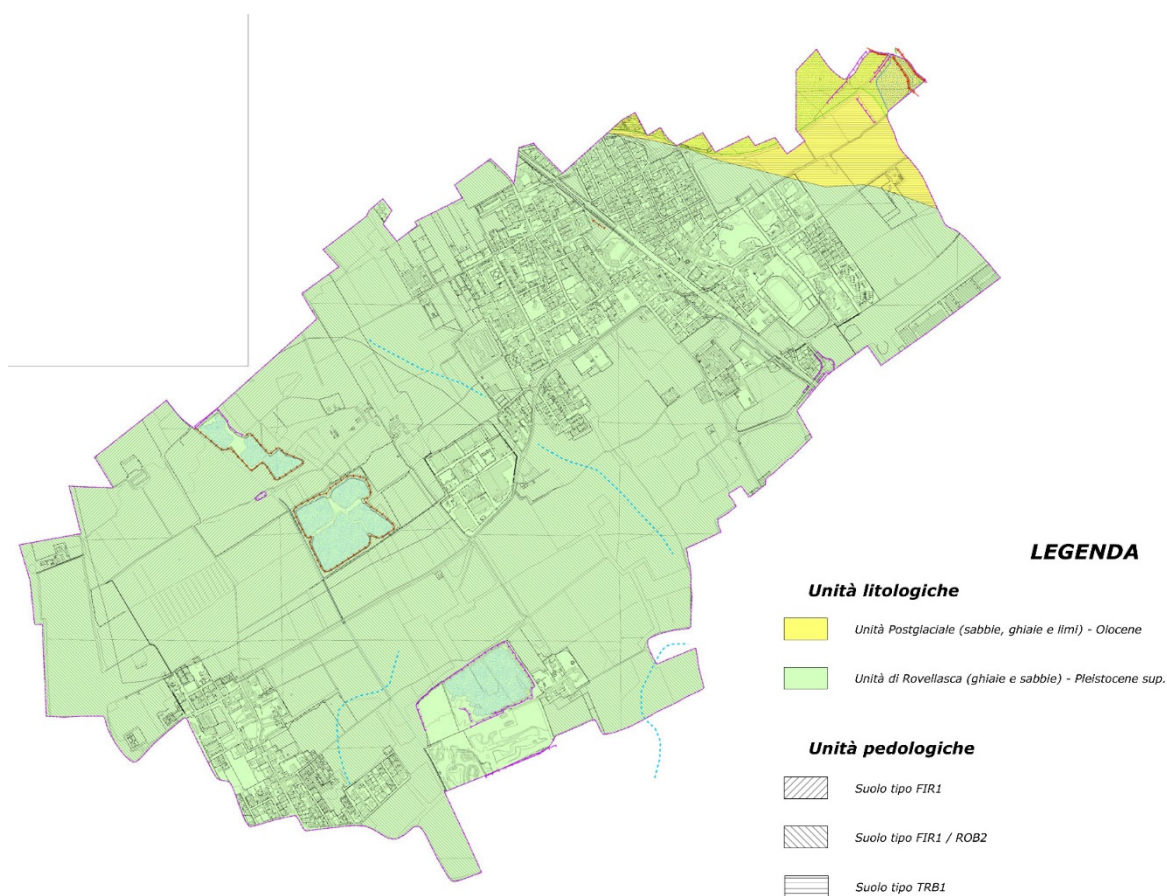 LEGENDA
Unità litologiche
Unità Postglaciale (sabbie, ghiaie e limi) - Olocene
Unità di Rovellasca (ghiaie e sabbie) - Pleistocene sup.
Unità pedologiche
Suolo tipo FIR1
Suolo tipo FIR1 / ROB2
Suolo tipo TRB1